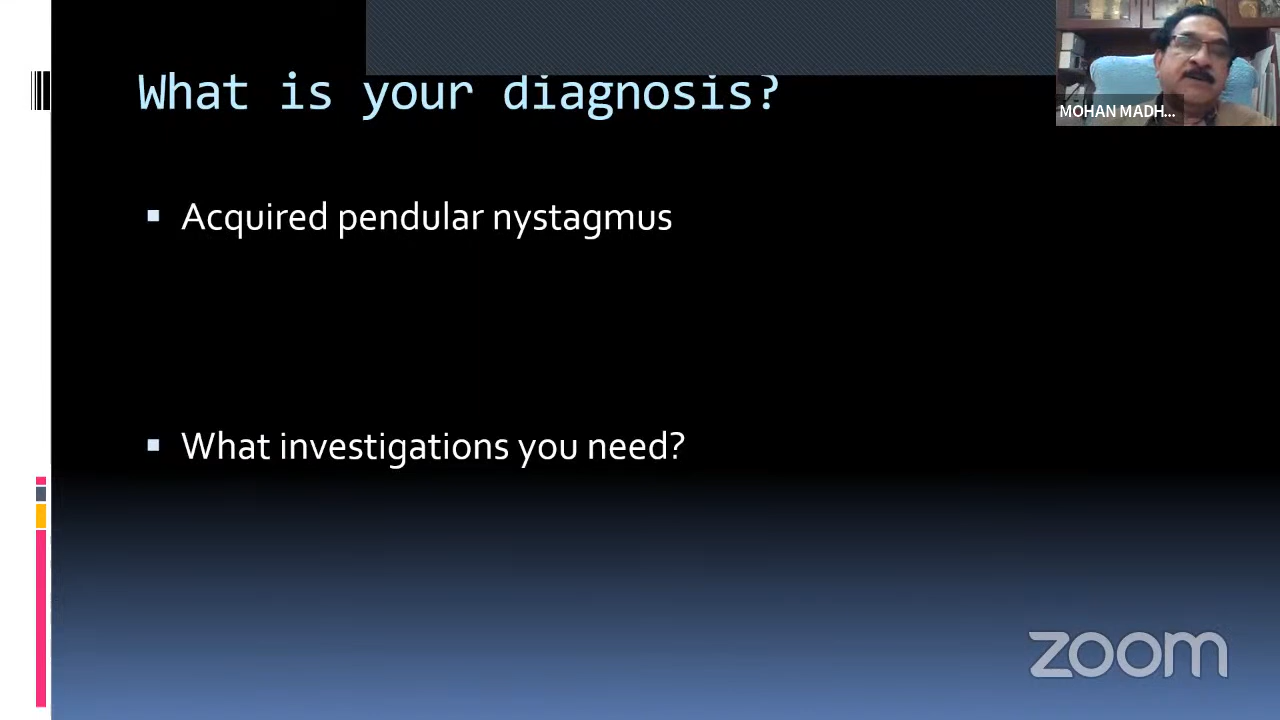 What is your diagnosis?
MOHAN MADH...
Acquired pendular nystagmus
What investigations you need?
zoom